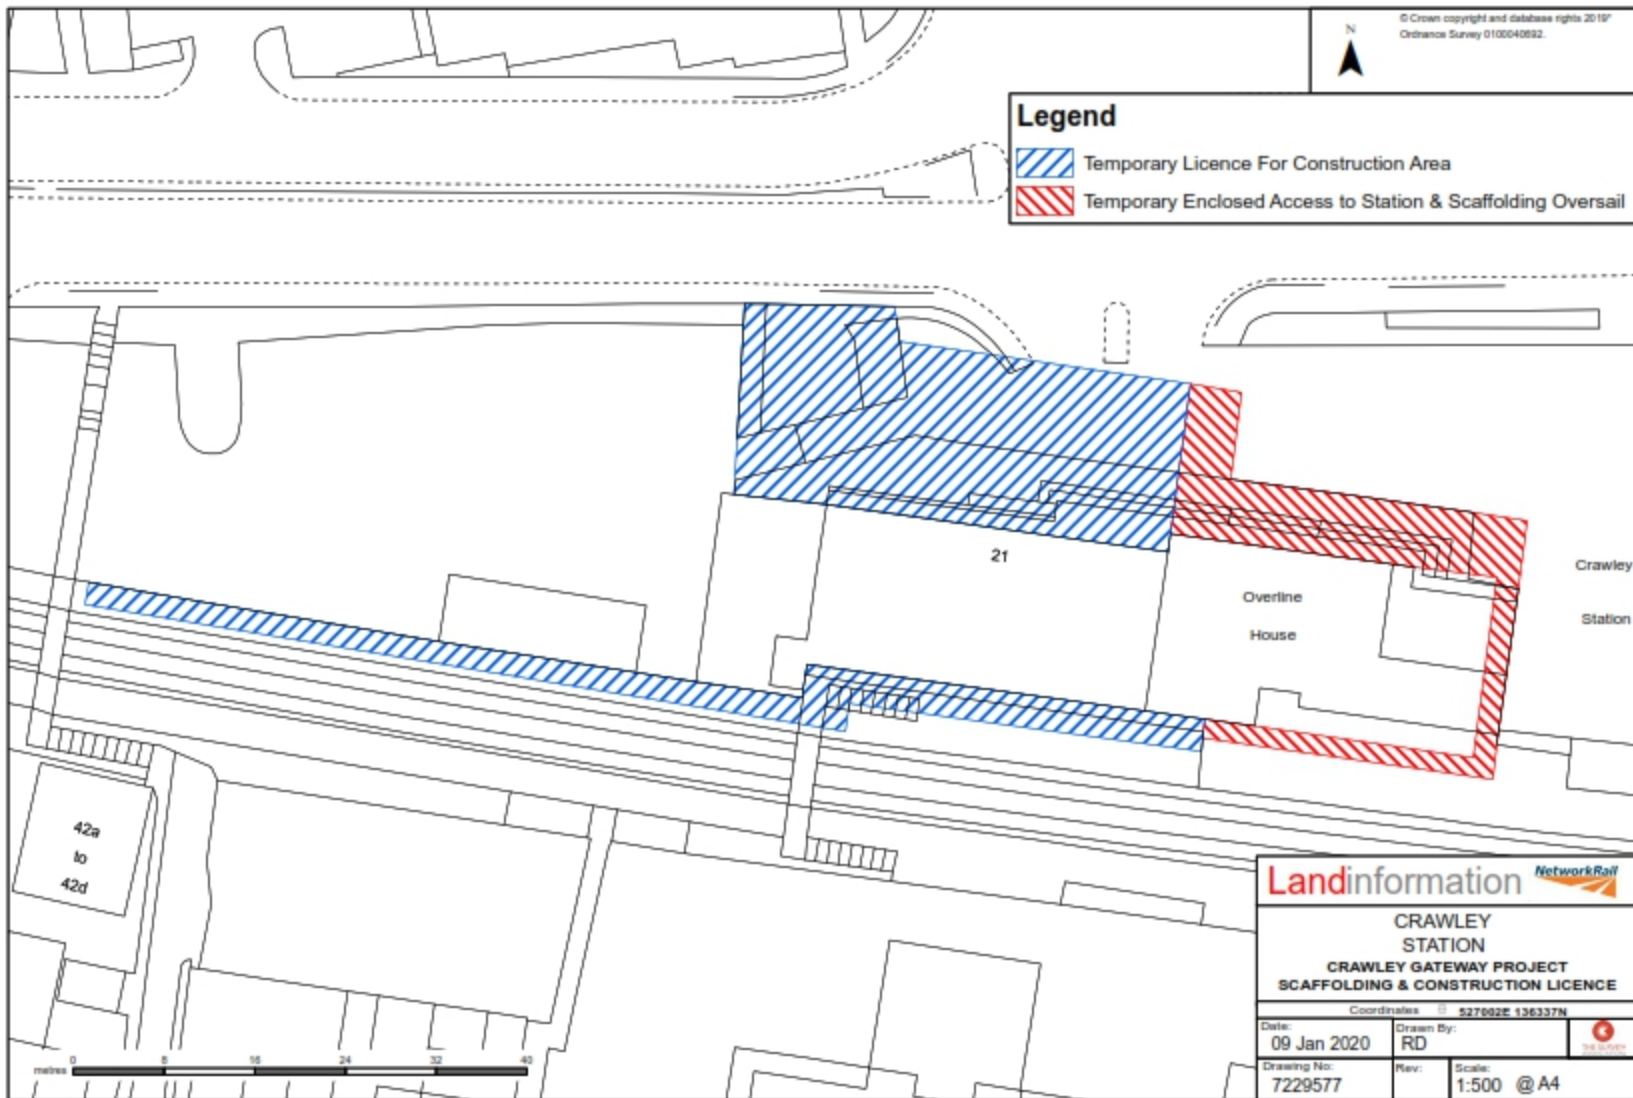 © Crown copyright and database rights 2019"
Ordnance Survey 0100040692.
N
Legend
Temporary Licence For Construction Area
Temporary Enclosed Access to Station & Scaffolding Oversail
21
Overline
House
Crawley
Station
42a
to
42d
metres 0 8 16 24 32 40
Landinformation NetworkRail
CRAWLEY
STATION
CRAWLEY GATEWAY PROJECT
SCAFFOLDING & CONSTRUCTION LICENCE
Coordinates 527002E 136337N
Date:
09 Jan 2020
Drawn By:
RD
THE SURVEY
Drawing No:
7229577
Rev:
Scale:
1:500 @ A4